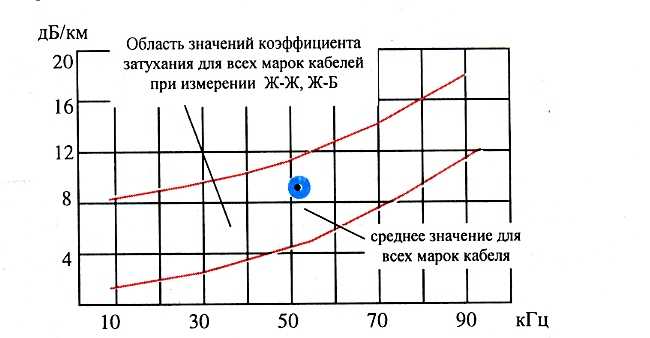 дБ/км
Область значений коэффициента
затухания для всех марок кабелей
при измерении Ж-Ж, Ж-Б
20
16
12
8
4
среднее значение для
всех марок кабеля
10 30 50 70 90 кГц